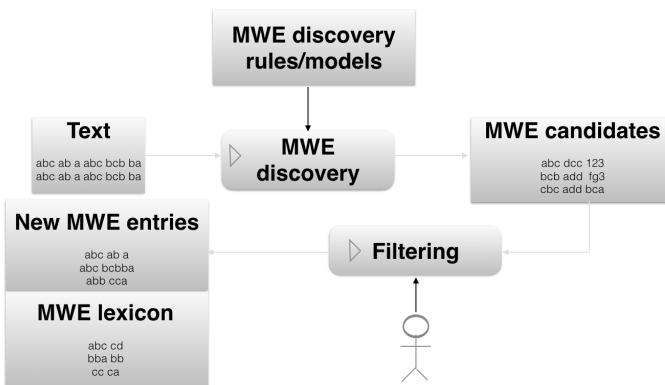 MWE discovery
rules/models
Text
abc ab a abc bcb ba
abc ab a abc bcb ba
MWE
discovery
MWE candidates
abc dcc 123
bcb add  fg3
cbc add bca
New MWE entries
abc ab a
abc bcbba
abb cca
Filtering
MWE lexicon
abc cd
bba bb
cc ca